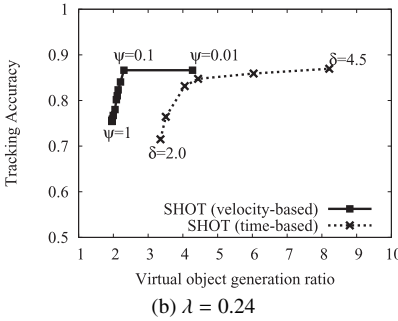 1
0.9
0.8
0.7
0.6
0.5
Tracking Accuracy
ψ=0.1
ψ=0.01
δ=4.5
ψ=1
δ=2.0
SHOT (velocity-based)
SHOT (time-based)
1 2 3 4 5 6 7 8 9 10
Virtual object generation ratio
(b) λ = 0.24